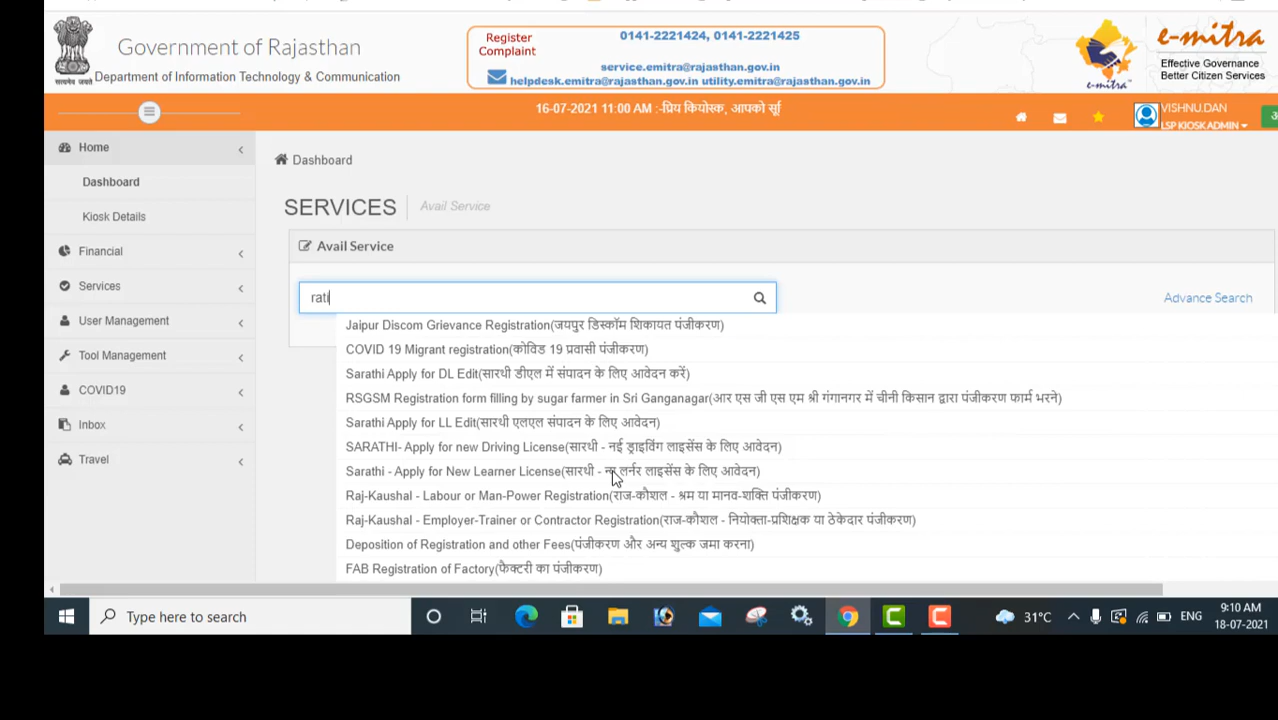 Government of Rajasthan
Department of Information Technology & Communication
सत्यमेव जयते
Register
Complaint
0141-2221424, 0141-2221425
service.emitra@rajasthan.gov.in
helpdesk.emitra@rajasthan.gov.in utility.emitra@rajasthan.gov.in
e-mitra
e-mitra
Effective Governance
Better Citizen Services
16-07-2021 11:00 AM :-प्रिय कियोस्क, आपको सूि
VISHNU.DAN
LSP KIOSK ADMIN
Home
Dashboard
Kiosk Details
Financial
Services
User Management
Tool Management
COVID19
Inbox
Travel
Dashboard
SERVICES
Avail Service
Avail Service
rati
Advance Search
Jaipur Discom Grievance Registration(जयपुर डिस्कॉम शिकायत पंजीकरण)
COVID 19 Migrant registration(कोविड 19 प्रवासी पंजीकरण)
Sarathi Apply for DL Edit(सारथी डीएल में संपादन के लिए आवेदन करें)
RSGSM Registration form filling by sugar farmer in Sri Ganganagar(आर एस जी एस एम श्री गंगानगर में चीनी किसान द्वारा पंजीकरण फार्म भरने)
Sarathi Apply for LL Edit(सारथी एलएल संपादन के लिए आवेदन)
SARATHI- Apply for new Driving License(सारथी - नई ड्राइविंग लाइसेंस के लिए आवेदन)
Sarathi - Apply for New Learner License(सारथी - लर्नर लाइसेंस के लिए आवेदन)
Raj-Kaushal - Labour or Man-Power Registration(राज-कौशल - श्रम या मानव-शक्ति पंजीकरण)
Raj-Kaushal - Employer-Trainer or Contractor Registration(राज-कौशल - नियोक्ता-प्रशिक्षक या ठेकेदार पंजीकरण)
Deposition of Registration and other Fees(पंजीकरण और अन्य शुल्क जमा करना)
FAB Registration of Factory(फैक्टरी का पंजीकरण)
Type here to search
31°C
ENG
9:10 AM
18-07-2021